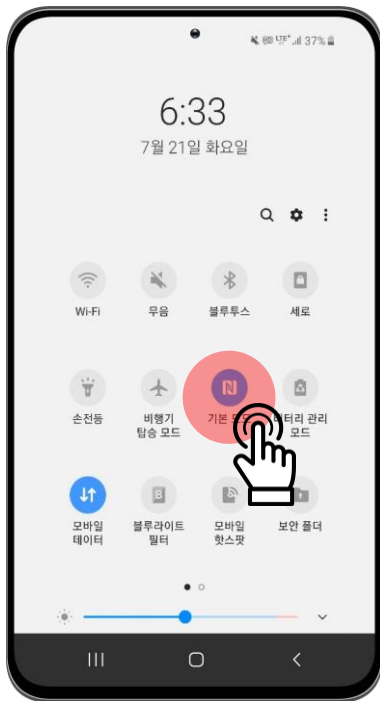 LTE+ 37%
6:33
7월 21일 화요일
Wi-Fi
무음
블루투스
세로
손전등
비행기
탑승 모드
기본
터리 관리
모드
모바일
데이터
B
블루라이트
필터
모바일
핫스팟
보안 폴더